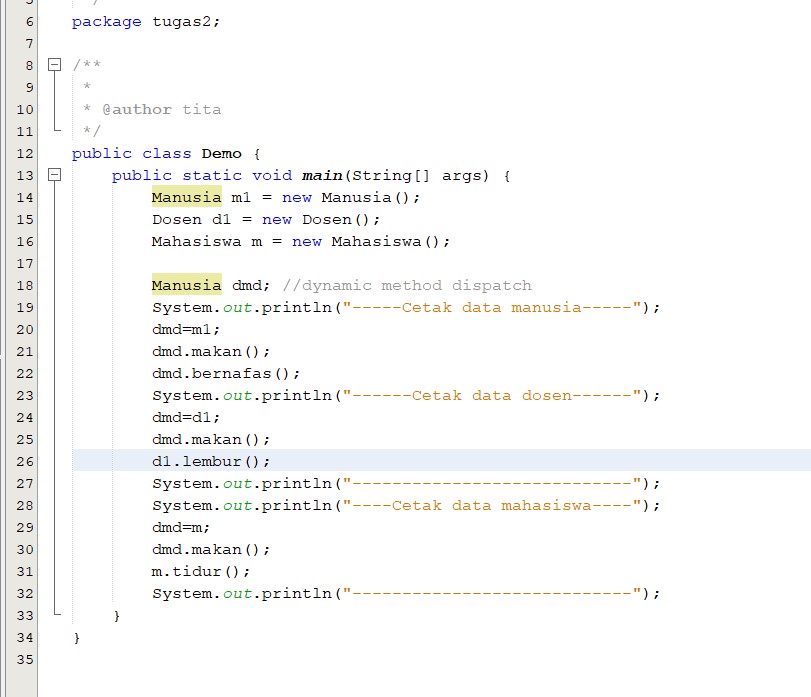 5 */
6 package tugas2;
7
8 /**
9 *
10 * @author tita
11 */
12 public class Demo {
13 public static void main(String[] args) {
14 Manusia m1 = new Manusia();
15 Dosen d1 = new Dosen();
16 Mahasiswa m = new Mahasiswa();
17
18 Manusia dmd; //dynamic method dispatch
19 System.out.println("-----Cetak data manusia-----");
20 dmd=m1;
21 dmd.makan();
22 dmd.bernafas();
23 System.out.println("------Cetak data dosen------");
24 dmd=d1;
25 dmd.makan();
26 d1.lembur();
27 System.out.println("----------------------------");
28 System.out.println("----Cetak data mahasiswa----");
29 dmd=m;
30 dmd.makan();
31 m.tidur();
32 System.out.println("----------------------------");
33 }
34 }
35